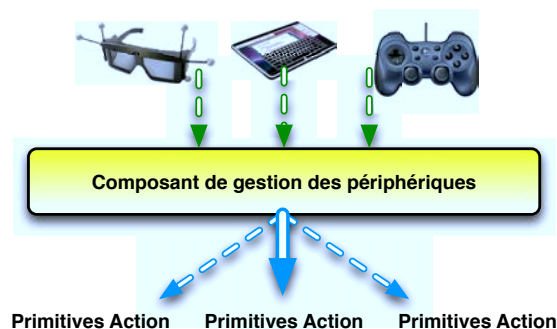 Composant de gestion des périphériques
Primitives Action Primitives Action Primitives Action